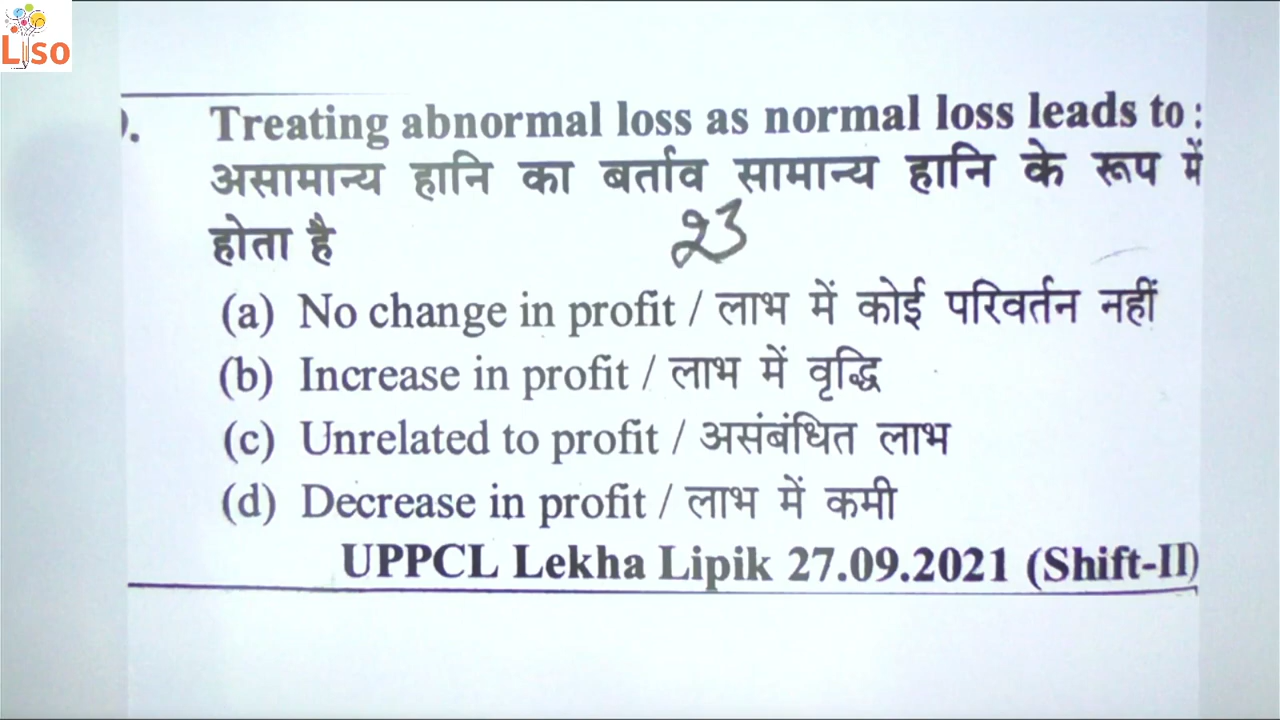 Liso
). Treating abnormal loss as normal loss leads to :
असामान्य हानि का बर्ताव सामान्य हानि के रूप में
होता है
23
(a) No change in profit / लाभ में कोई परिवर्तन नहीं
(b) Increase in profit / लाभ में वृद्धि
(c) Unrelated to profit / असंबंधित लाभ
(d) Decrease in profit / लाभ में कमी
UPPCL Lekha Lipik 27.09.2021 (Shift-II)